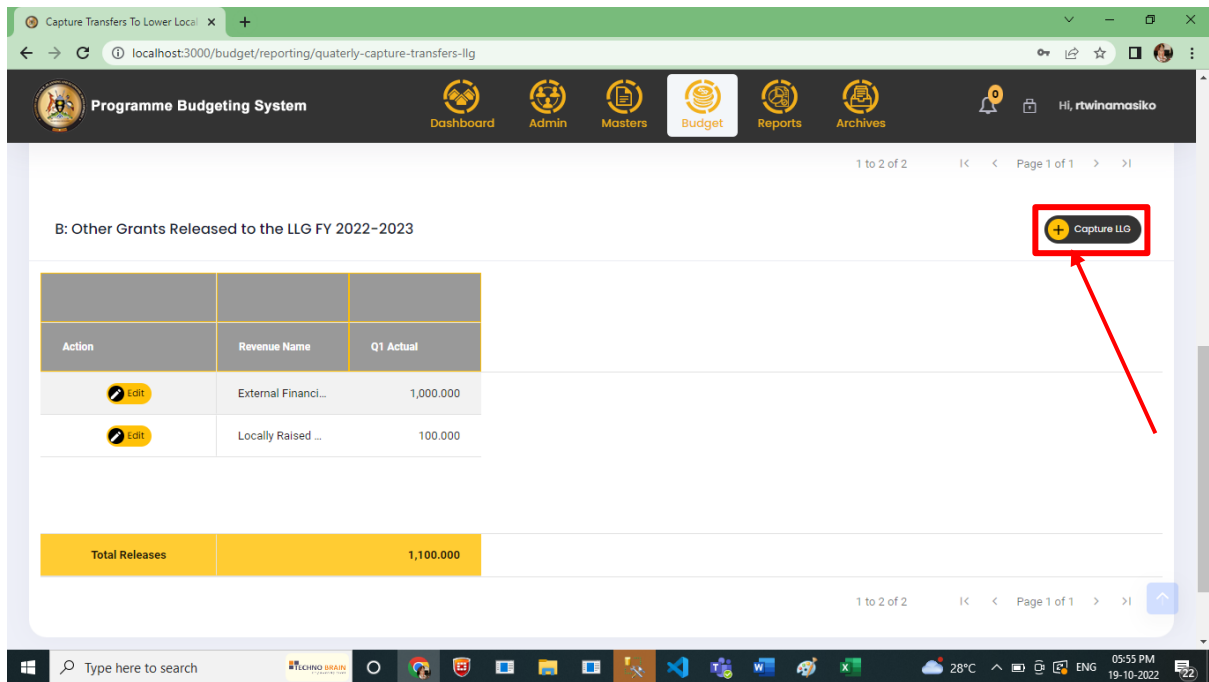 Capture Transfers To Lower Local
localhost:3000/budget/reporting/quaterly-capture-transfers-llg
Programme Budgeting System
Dashboard
Admin
Masters
Budget
Reports
Archives
0
Hi, rtwinamasiko
1 to 2 of 2
Page 1 of 1
B: Other Grants Released to the LLG FY 2022-2023
Capture LLG
Action Revenue Name Q1 Actual
Edit External Financi... 1,000.000
Edit Locally Raised ... 100.000
Total Releases 1,100.000
1 to 2 of 2
Page 1 of 1
Type here to search
TECHNO BRAIN
28°C
ENG
05:55 PM
19-10-2022
22